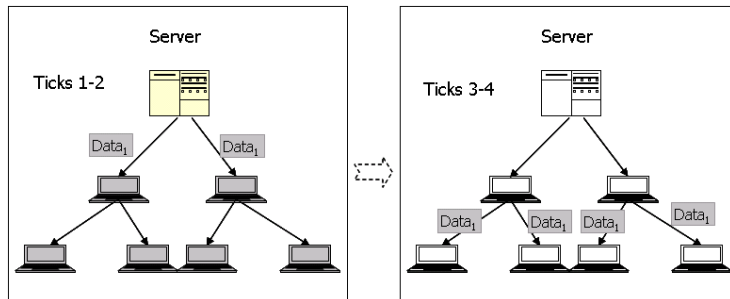 Server
Ticks 1-2
Data₁
Data₁
Server
Ticks 3-4
Data₁
Data₁
Data₁
Data₁